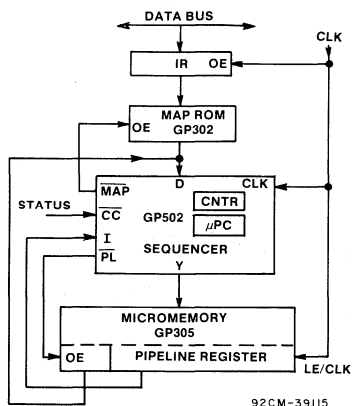 DATA BUS
CLK
IR OE
MAP ROM
OE GP302
D CLK
MAP
CNTR
STATUS
CC GP502 μPC
I
SEQUENCER
PL
Y
MICROMEMORY
GP305
OE PIPELINE REGISTER
LE/CLK
92CM-39115